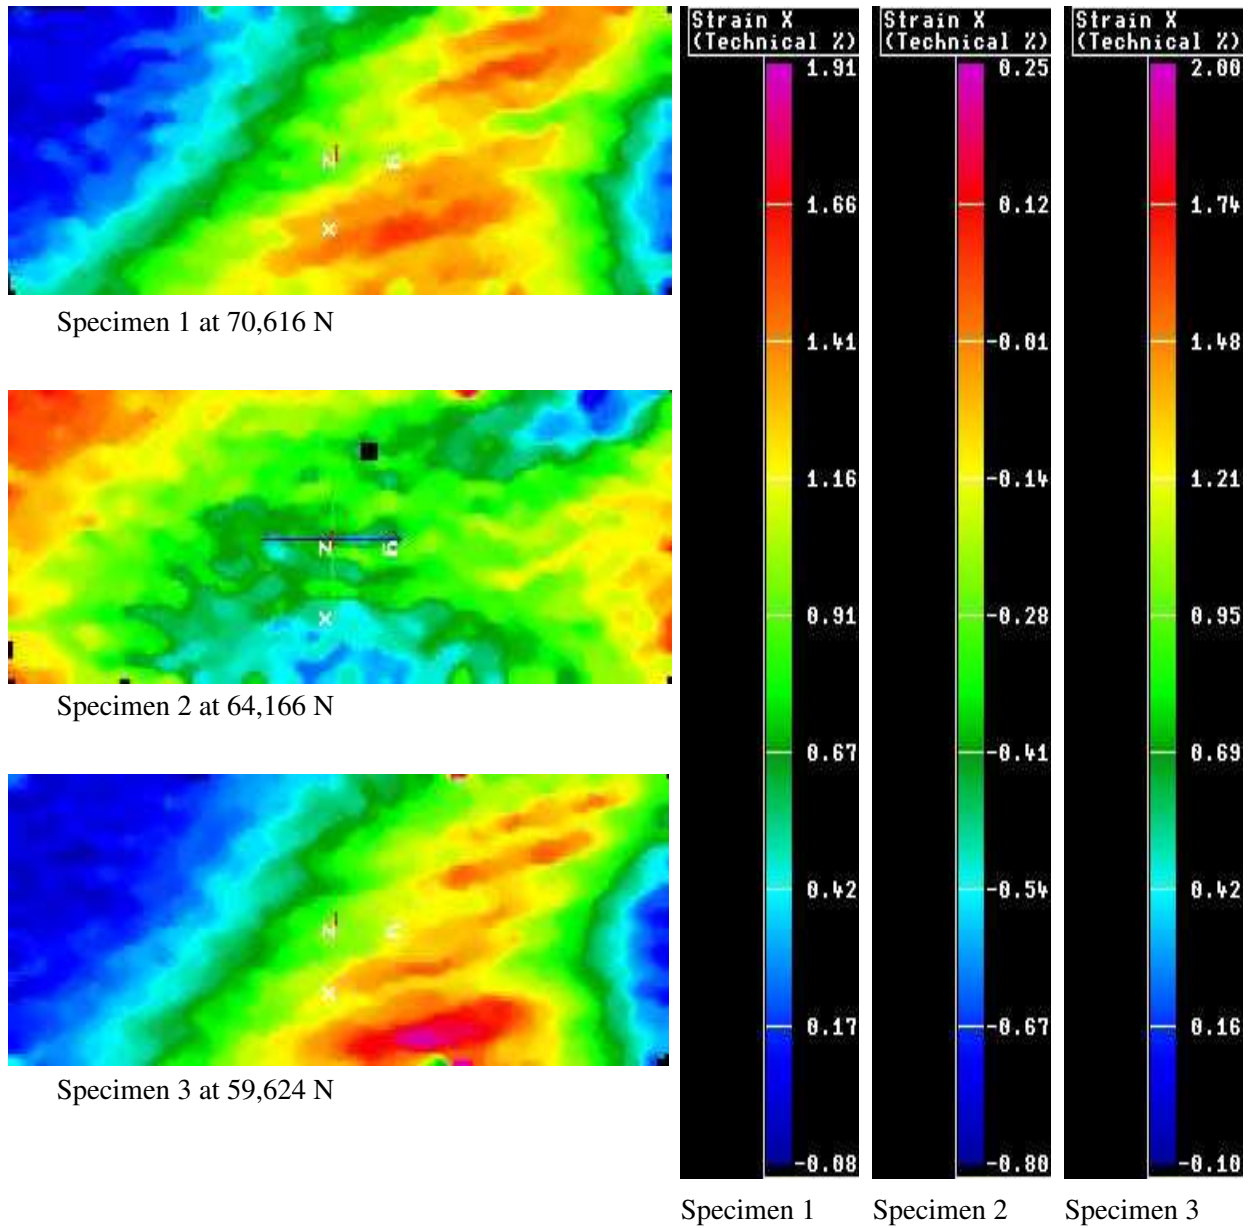 Strain X
(Technical %)
1.91
1.66
1.41
1.16
0.91
0.67
0.42
0.17
-0.08
Strain X
(Technical %)
0.25
0.12
-0.01
-0.14
-0.28
-0.41
-0.54
-0.67
-0.80
Strain X
(Technical %)
2.00
1.74
1.48
1.21
0.95
0.69
0.42
0.16
-0.10
Z
X
Specimen 1 at 70,616 N
Z
X
Specimen 2 at 64,166 N
Z
X
Specimen 3 at 59,624 N
Specimen 1
Specimen 2
Specimen 3